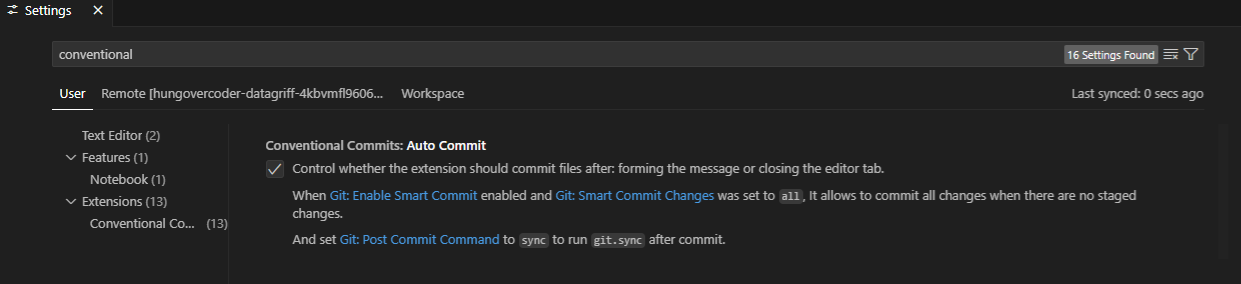 Settings
conventional
16 Settings Found
User Remote [hungovercoder-datagriff-4kbvmfl9606... Workspace
Last synced: 0 secs ago
Text Editor (2)
Features (1)
Notebook (1)
Extensions (13)
Conventional Co... (13)
Conventional Commits: Auto Commit
Control whether the extension should commit files after: forming the message or closing the editor tab.
When Git: Enable Smart Commit enabled and Git: Smart Commit Changes was set to all, It allows to commit all changes when there are no staged
changes.
And set Git: Post Commit Command to sync to run git.sync after commit.